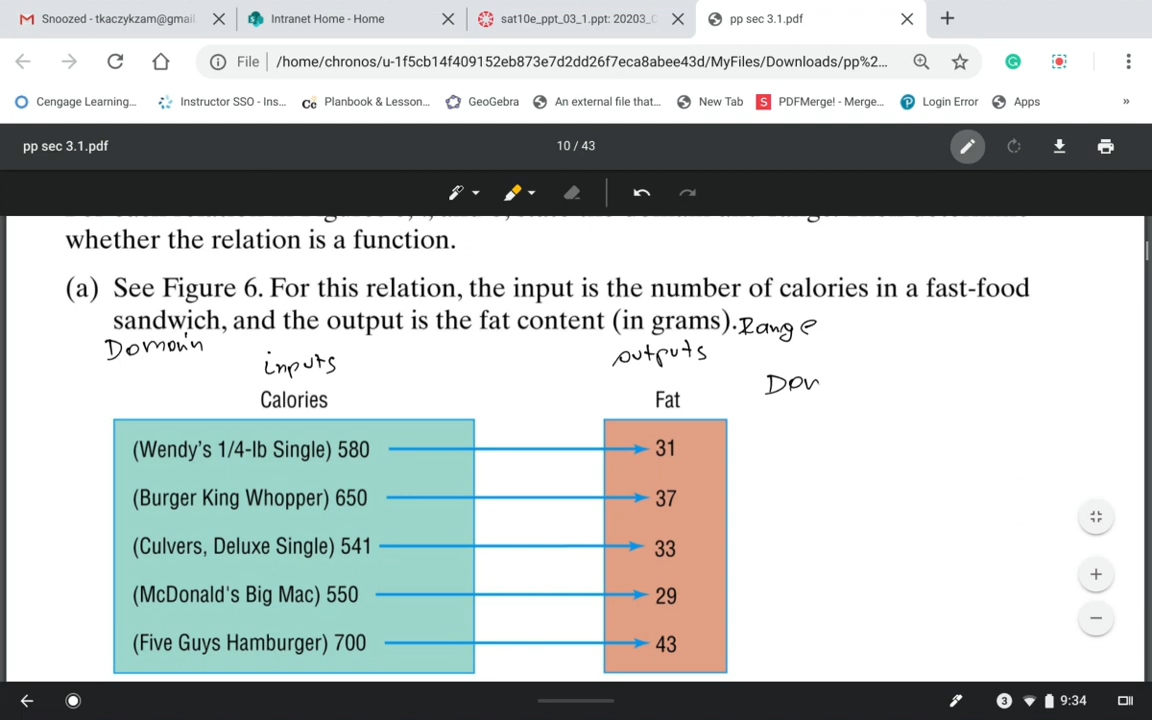 Snoozed - tkaczykzam@gmail
Intranet Home - Home
sat10e_ppt_03_1.ppt: 20203_C
pp sec 3.1.pdf
File /home/chronos/u-1f5cb14f409152eb873e7d2dd26f7eca8abee43d/MyFiles/Downloads/pp%2...
Cengage Learning... Instructor SSO - Ins... Planbook & Lesson... GeoGebra An external file that... New Tab PDFMerge! - Merge... Login Error Apps »
pp sec 3.1.pdf 10 / 43
whether the relation is a function.
(a) See Figure 6. For this relation, the input is the number of calories in a fast-food
sandwich, and the output is the fat content (in grams). Range
Domain inputs outputs
Dom
Calories Fat
(Wendy's 1/4-lb Single) 580 31
(Burger King Whopper) 650 37
(Culvers, Deluxe Single) 541 33
(McDonald's Big Mac) 550 29
(Five Guys Hamburger) 700 43
3 9:34